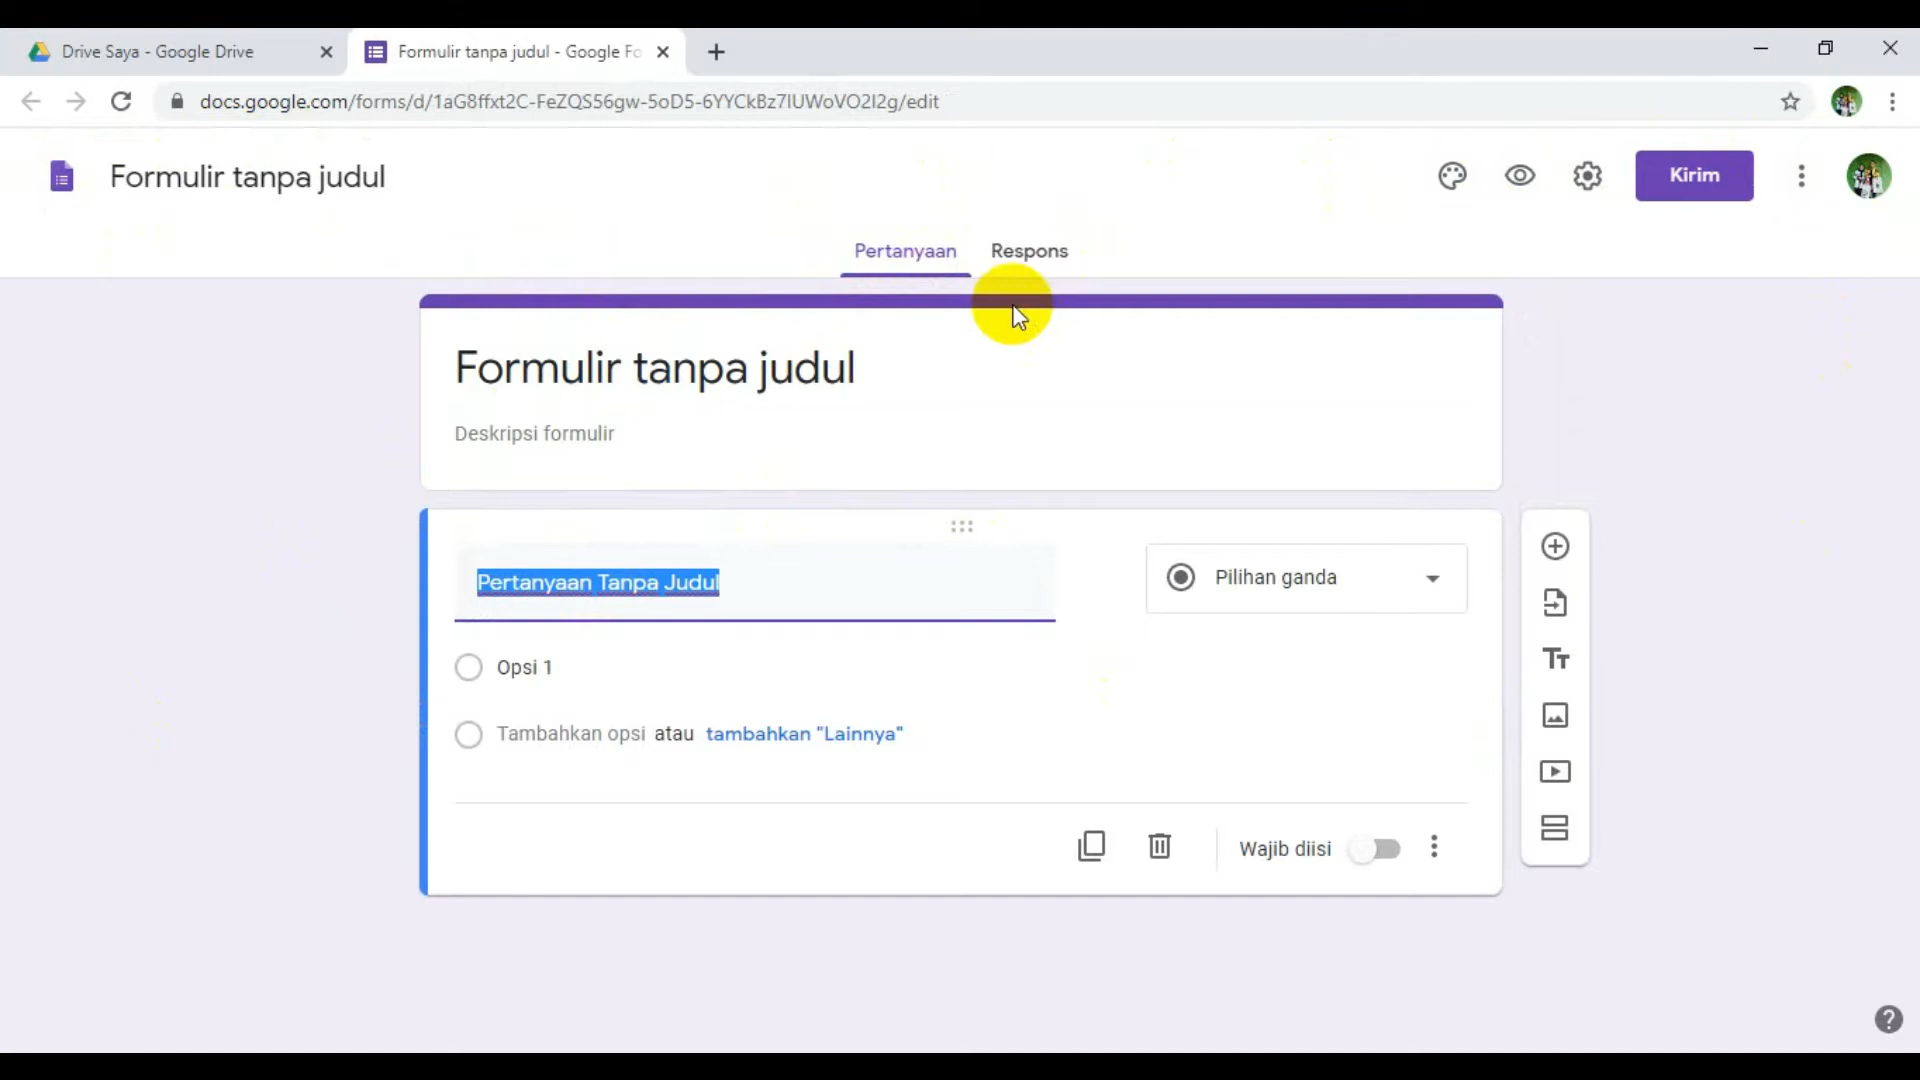 Drive Saya - Google Drive
Formulir tanpa judul - Google Fo
docs.google.com/forms/d/1aG8ffxt2C-FeZQS56gw-5oD5-6YYCkBz7lUWoVO2l2g/edit
Formulir tanpa judul
Kirim
Pertanyaan
Respons
Formulir tanpa judul
Deskripsi formulir
Pertanyaan Tanpa Judul
Pilihan ganda
Opsi 1
Tambahkan opsi atau tambahkan "Lainnya"
Wajib diisi